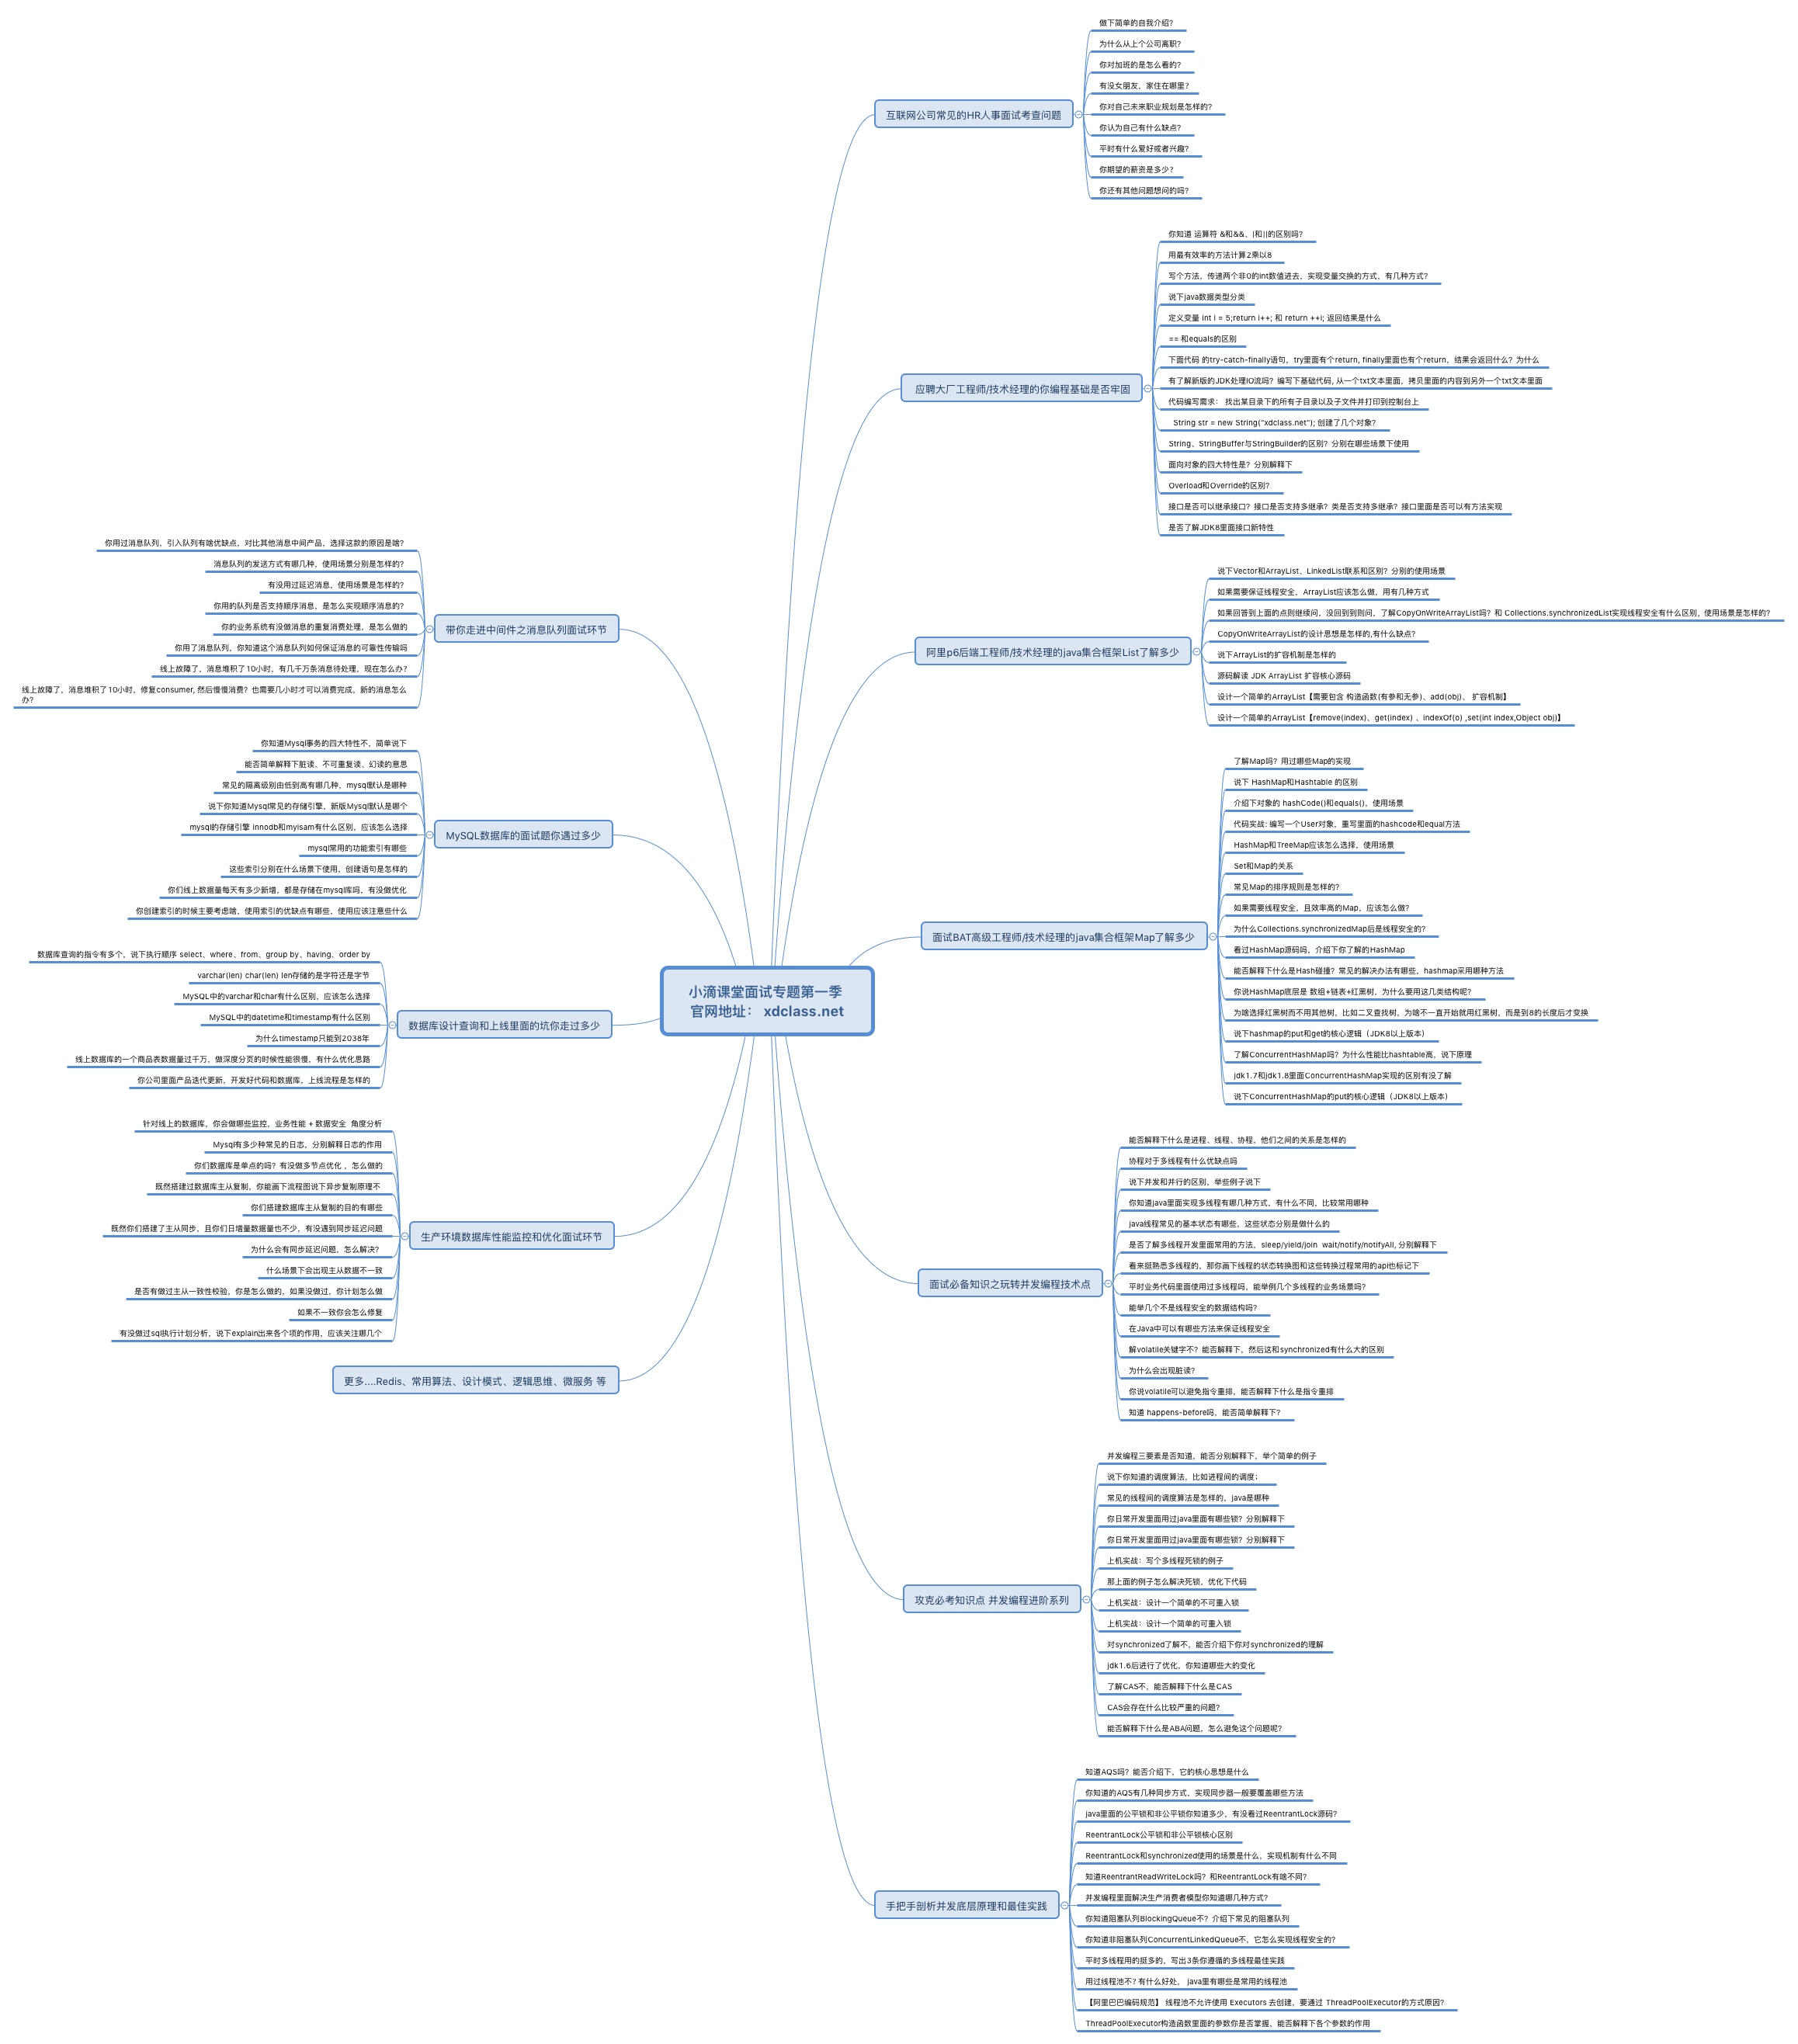 小滴课堂面试专题第一季
官网地址： xdclass.net
互联网公司常见的HR人事面试考查问题
做下简单的自我介绍?
为什么从上个公司离职?
你对加班的是怎么看的?
有没女朋友，家住在哪里?
你对自己未来职业规划是怎样的?
你认为自己有什么缺点?
平时有什么爱好或者兴趣?
你期望的薪资是多少?
你还有其他问题想问的吗?
应聘大厂工程师/技术经理的你编程基础是否牢固
你知道 运算符 &和&&、|和||的区别吗?
用最有效率的方法计算2乘以8
写个方法，传递两个非0的int数值进去，实现变量交换的方式，有几种方式?
说下java数据类型分类
定义变量 int i = 5;return i++; 和 return ++i; 返回结果是什么
== 和equals的区别
下面代码 的try-catch-finally语句，try里面有个return, finally里面也有个return，结果会返回什么？为什么
有了解新版的JDK处理IO流吗？编写下基础代码, 从一个txt文本里面，拷贝里面的内容到另外一个txt文本里面
代码编写需求： 找出某目录下的所有子目录以及子文件并打印到控制台上
String str = new String("xdclass.net"); 创建了几个对象?
String、StringBuffer与StringBuilder的区别？分别在哪些场景下使用
面向对象的四大特性是？分别解释下
Overload和Override的区别?
接口是否可以继承接口？接口是否支持多继承？类是否支持多继承？接口里面是否可以有方法实现
是否了解JDK8里面接口新特性
阿里p6后端工程师/技术经理的java集合框架List了解多少
说下Vector和ArrayList、LinkedList联系和区别？分别的使用场景
如果需要保证线程安全，ArrayList应该怎么做，用有几种方式
如果回答到上面的点则继续问，没回到到则问，了解CopyOnWriteArrayList吗？和 Collections.synchronizedList实现线程安全有什么区别，使用场景是怎样的?
CopyOnWriteArrayList的设计思想是怎样的,有什么缺点?
说下ArrayList的扩容机制是怎样的
源码解读 JDK ArrayList 扩容核心源码
设计一个简单的ArrayList【需要包含 构造函数(有参和无参)、add(obj)、 扩容机制】
设计一个简单的ArrayList【remove(index)、get(index) 、indexOf(o) ,set(int index,Object obj)】
面试BAT高级工程师/技术经理的java集合框架Map了解多少
了解Map吗？用过哪些Map的实现
说下 HashMap和Hashtable 的区别
介绍下对象的 hashCode()和equals()，使用场景
代码实战: 编写一个User对象，重写里面的hashcode和equal方法
HashMap和TreeMap应该怎么选择，使用场景
Set和Map的关系
常见Map的排序规则是怎样的?
如果需要线程安全，且效率高的Map，应该怎么做?
为什么Collections.synchronizedMap后是线程安全的?
看过HashMap源码吗，介绍下你了解的HashMap
能否解释下什么是Hash碰撞？常见的解决办法有哪些，hashmap采用哪种方法
你说HashMap底层是 数组+链表+红黑树，为什么要用这几类结构呢?
为啥选择红黑树而不用其他树，比如二叉查找树，为啥不一直开始就用红黑树，而是到8的长度后才变换
说下hashmap的put和get的核心逻辑（JDK8以上版本）
了解ConcurrentHashMap吗？为什么性能比hashtable高，说下原理
jdk1.7和jdk1.8里面ConcurrentHashMap实现的区别有没了解
说下ConcurrentHashMap的put的核心逻辑（JDK8以上版本）
面试必备知识之玩转并发编程技术点
能否解释下什么是进程、线程、协程，他们之间的关系是怎样的
协程对于多线程有什么优缺点吗
说下并发和并行的区别，举些例子说下
你知道java里面实现多线程有哪几种方式，有什么不同，比较常用哪种
java线程常见的基本状态有哪些，这些状态分别是做什么的
是否了解多线程开发里面常用的方法，sleep/yield/join  wait/notify/notifyAll, 分别解释下
看来挺熟悉多线程的，那你画下线程的状态转换图和这些转换过程常用的api也标记下
平时业务代码里面使用过多线程吗，能举例几个多线程的业务场景吗?
能举几个不是线程安全的数据结构吗?
在Java中可以有哪些方法来保证线程安全
解volatile关键字不？能否解释下，然后这和synchronized有什么大的区别
为什么会出现脏读?
你说volatile可以避免指令重排，能否解释下什么是指令重排
知道 happens-before吗，能否简单解释下?
攻克必考知识点 并发编程进阶系列
并发编程三要素是否知道，能否分别解释下，举个简单的例子
说下你知道的调度算法，比如进程间的调度：
常见的线程间的调度算法是怎样的，java是哪种
你日常开发里面用过java里面有哪些锁？分别解释下
你日常开发里面用过java里面有哪些锁？分别解释下
上机实战：写个多线程死锁的例子
那上面的例子怎么解决死锁，优化下代码
上机实战：设计一个简单的不可重入锁
上机实战：设计一个简单的可重入锁
对synchronized了解不，能否介绍下你对synchronized的理解
jdk1.6后进行了优化，你知道哪些大的变化
了解CAS不，能否解释下什么是CAS
CAS会存在什么比较严重的问题?
能否解释下什么是ABA问题，怎么避免这个问题呢?
手把手剖析并发底层原理和最佳实践
知道AQS吗？能否介绍下，它的核心思想是什么
你知道的AQS有几种同步方式，实现同步器一般要覆盖哪些方法
java里面的公平锁和非公平锁你知道多少，有没看过ReentrantLock源码?
ReentrantLock公平锁和非公平锁核心区别
ReentrantLock和synchronized使用的场景是什么，实现机制有什么不同
知道ReentrantReadWriteLock吗？和ReentrantLock有啥不同?
并发编程里面解决生产消费者模型你知道哪几种方式?
你知道阻塞队列BlockingQueue不？介绍下常见的阻塞队列
你知道非阻塞队列ConcurrentLinkedQueue不，它怎么实现线程安全的?
平时多线程用的挺多的，写出3条你遵循的多线程最佳实践
用过线程池不? 有什么好处， java里有哪些是常用的线程池
【阿里巴巴编码规范】 线程池不允许使用 Executors 去创建，要通过 ThreadPoolExecutor的方式原因?
ThreadPoolExecutor构造函数里面的参数你是否掌握，能否解释下各个参数的作用
带你走进中间件之消息队列面试环节
你用过消息队列，引入队列有啥优缺点，对比其他消息中间产品，选择这款的原因是啥?
消息队列的发送方式有哪几种，使用场景分别是怎样的?
有没用过延迟消息，使用场景是怎样的?
你用的队列是否支持顺序消息，是怎么实现顺序消息的?
你的业务系统有没做消息的重复消费处理，是怎么做的
你用了消息队列，你知道这个消息队列如何保证消息的可靠性传输吗
线上故障了，消息堆积了10小时，有几千万条消息待处理，现在怎么办?
线上故障了，消息堆积了10小时，修复consumer, 然后慢慢消费？也需要几小时才可以消费完成，新的消息怎么
办?
MySQL数据库的面试题你遇过多少
你知道Mysql事务的四大特性不，简单说下
能否简单解释下脏读、不可重复读、幻读的意思
常见的隔离级别由低到高有哪几种，mysql默认是哪种
说下你知道Mysql常见的存储引擎，新版Mysql默认是哪个
mysql的存储引擎 innodb和myisam有什么区别，应该怎么选择
mysql常用的功能索引有哪些
这些索引分别在什么场景下使用，创建语句是怎样的
你们线上数据量每天有多少新增，都是存储在mysql库吗，有没做优化
你创建索引的时候主要考虑啥，使用索引的优缺点有哪些，使用应该注意些什么
数据库设计查询和上线里面的坑你走过多少
数据库查询的指令有多个，说下执行顺序 select、where、from、group by、having、order by
varchar(len) char(len) len存储的是字符还是字节
MySQL中的varchar和char有什么区别，应该怎么选择
MySQL中的datetime和timestamp有什么区别
为什么timestamp只能到2038年
线上数据库的一个商品表数据量过千万，做深度分页的时候性能很慢，有什么优化思路
你公司里面产品迭代更新，开发好代码和数据库，上线流程是怎样的
生产环境数据库性能监控和优化面试环节
针对线上的数据库，你会做哪些监控，业务性能 + 数据安全  角度分析
Mysql有多少种常见的日志，分别解释日志的作用
你们数据库是单点的吗？有没做多节点优化 ，怎么做的
既然搭建过数据库主从复制，你能画下流程图说下异步复制原理不
你们搭建数据库主从复制的目的有哪些
既然你们搭建了主从同步，且你们日增量数据量也不少，有没遇到同步延迟问题
为什么会有同步延迟问题，怎么解决?
什么场景下会出现主从数据不一致
是否有做过主从一致性校验，你是怎么做的，如果没做过，你计划怎么做
如果不一致你会怎么修复
有没做过sql执行计划分析，说下explain出来各个项的作用，应该关注哪几个
更多....Redis、常用算法、设计模式、逻辑思维、微服务 等